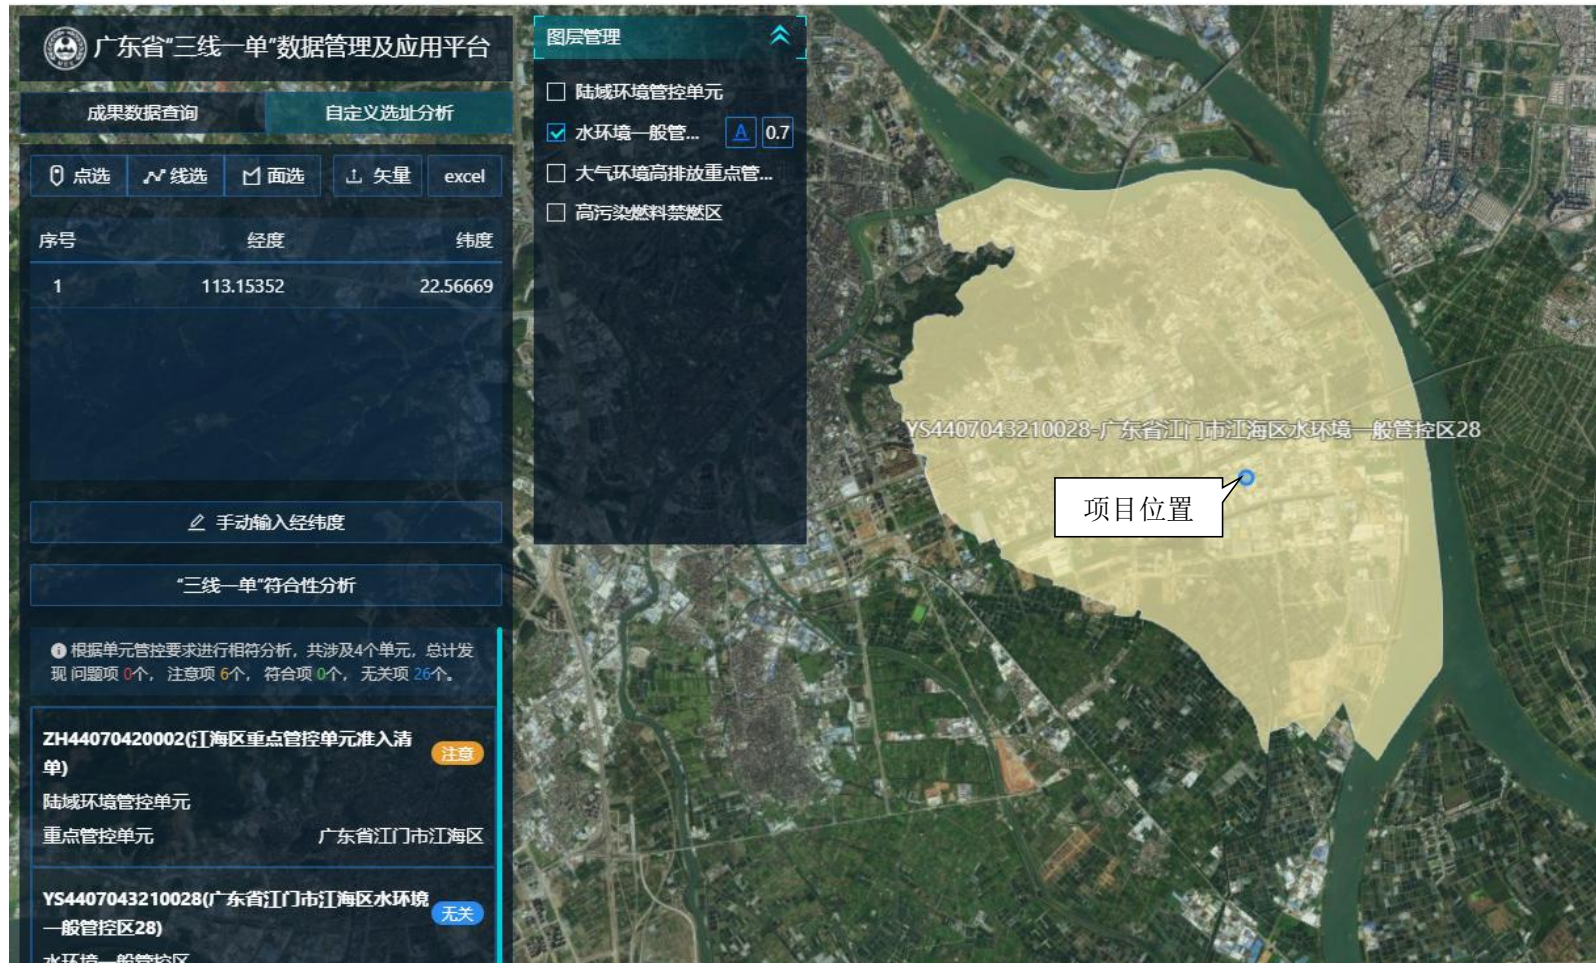 广东省“三线一单”数据管理及应用平台
成果数据查询
自定义选址分析
点选
线选
面选
矢量
excel
序号 经度 纬度
1 113.15352 22.56669
手动输入经纬度
“三线一单”符合性分析
根据单元管控要求进行相符分析，共涉及4个单元，总计发
现 问题项 0个， 注意项 6个， 符合项 0个， 无关项 26个。
ZH44070420002(江海区重点管控单元准入清
单)
注意
陆域环境管控单元
重点管控单元 广东省江门市江海区
YS4407043210028(广东省江门市江海区水环境
一般管控区28)
无关
水环境一般管控区
图层管理
陆域环境管控单元
水环境一般管... A 0.7
大气环境高排放重点管...
高污染燃料禁燃区
YS4407043210028-广东省江门市江海区水环境一般管控区28
项目位置